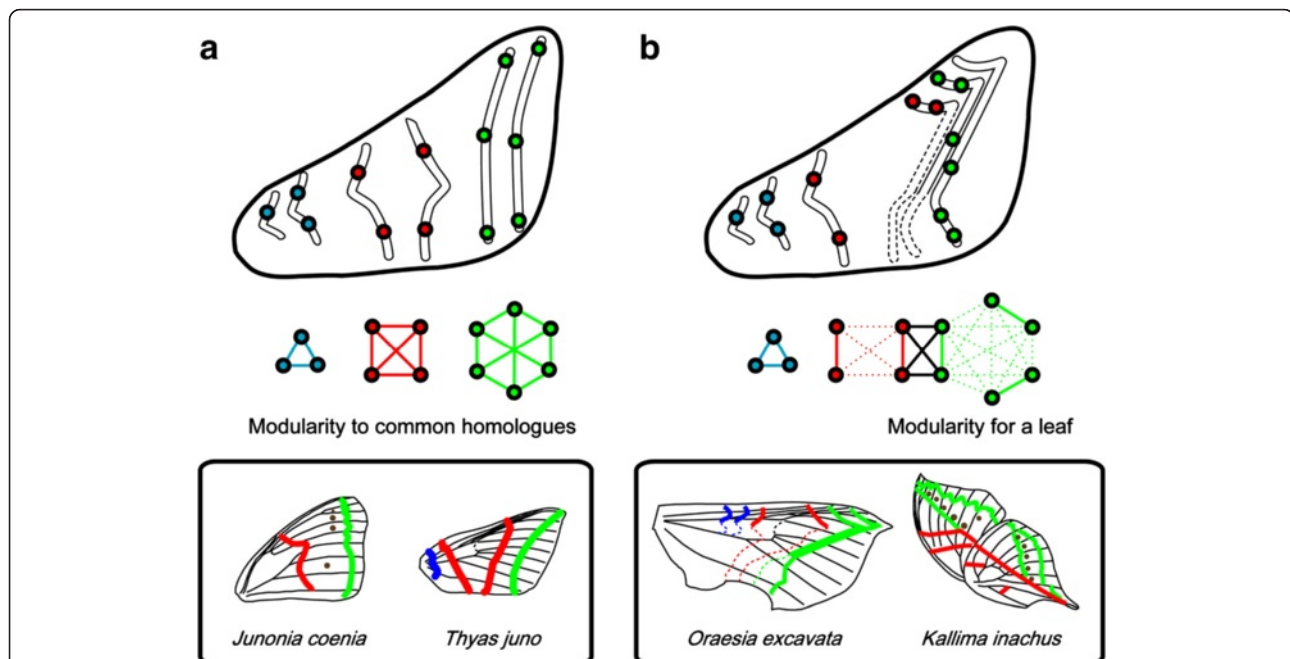 a
b
Modularity to common homologues
Modularity for a leaf
Junonia coenia
Thyas juno
Oraesia excavata
Kallima inachus